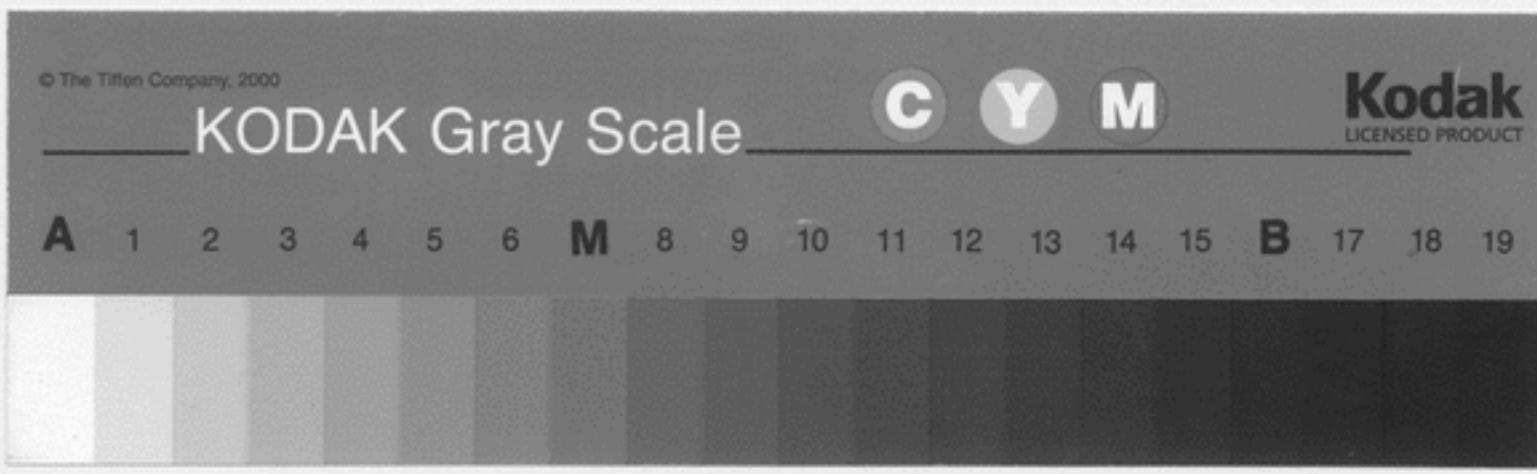 © The Tiffen Company, 2000
KODAK Gray Scale
C Y M
Kodak
LICENSED PRODUCT
A 1 2 3 4 5 6 M 8 9 10 11 12 13 14 15 B 17 18 19